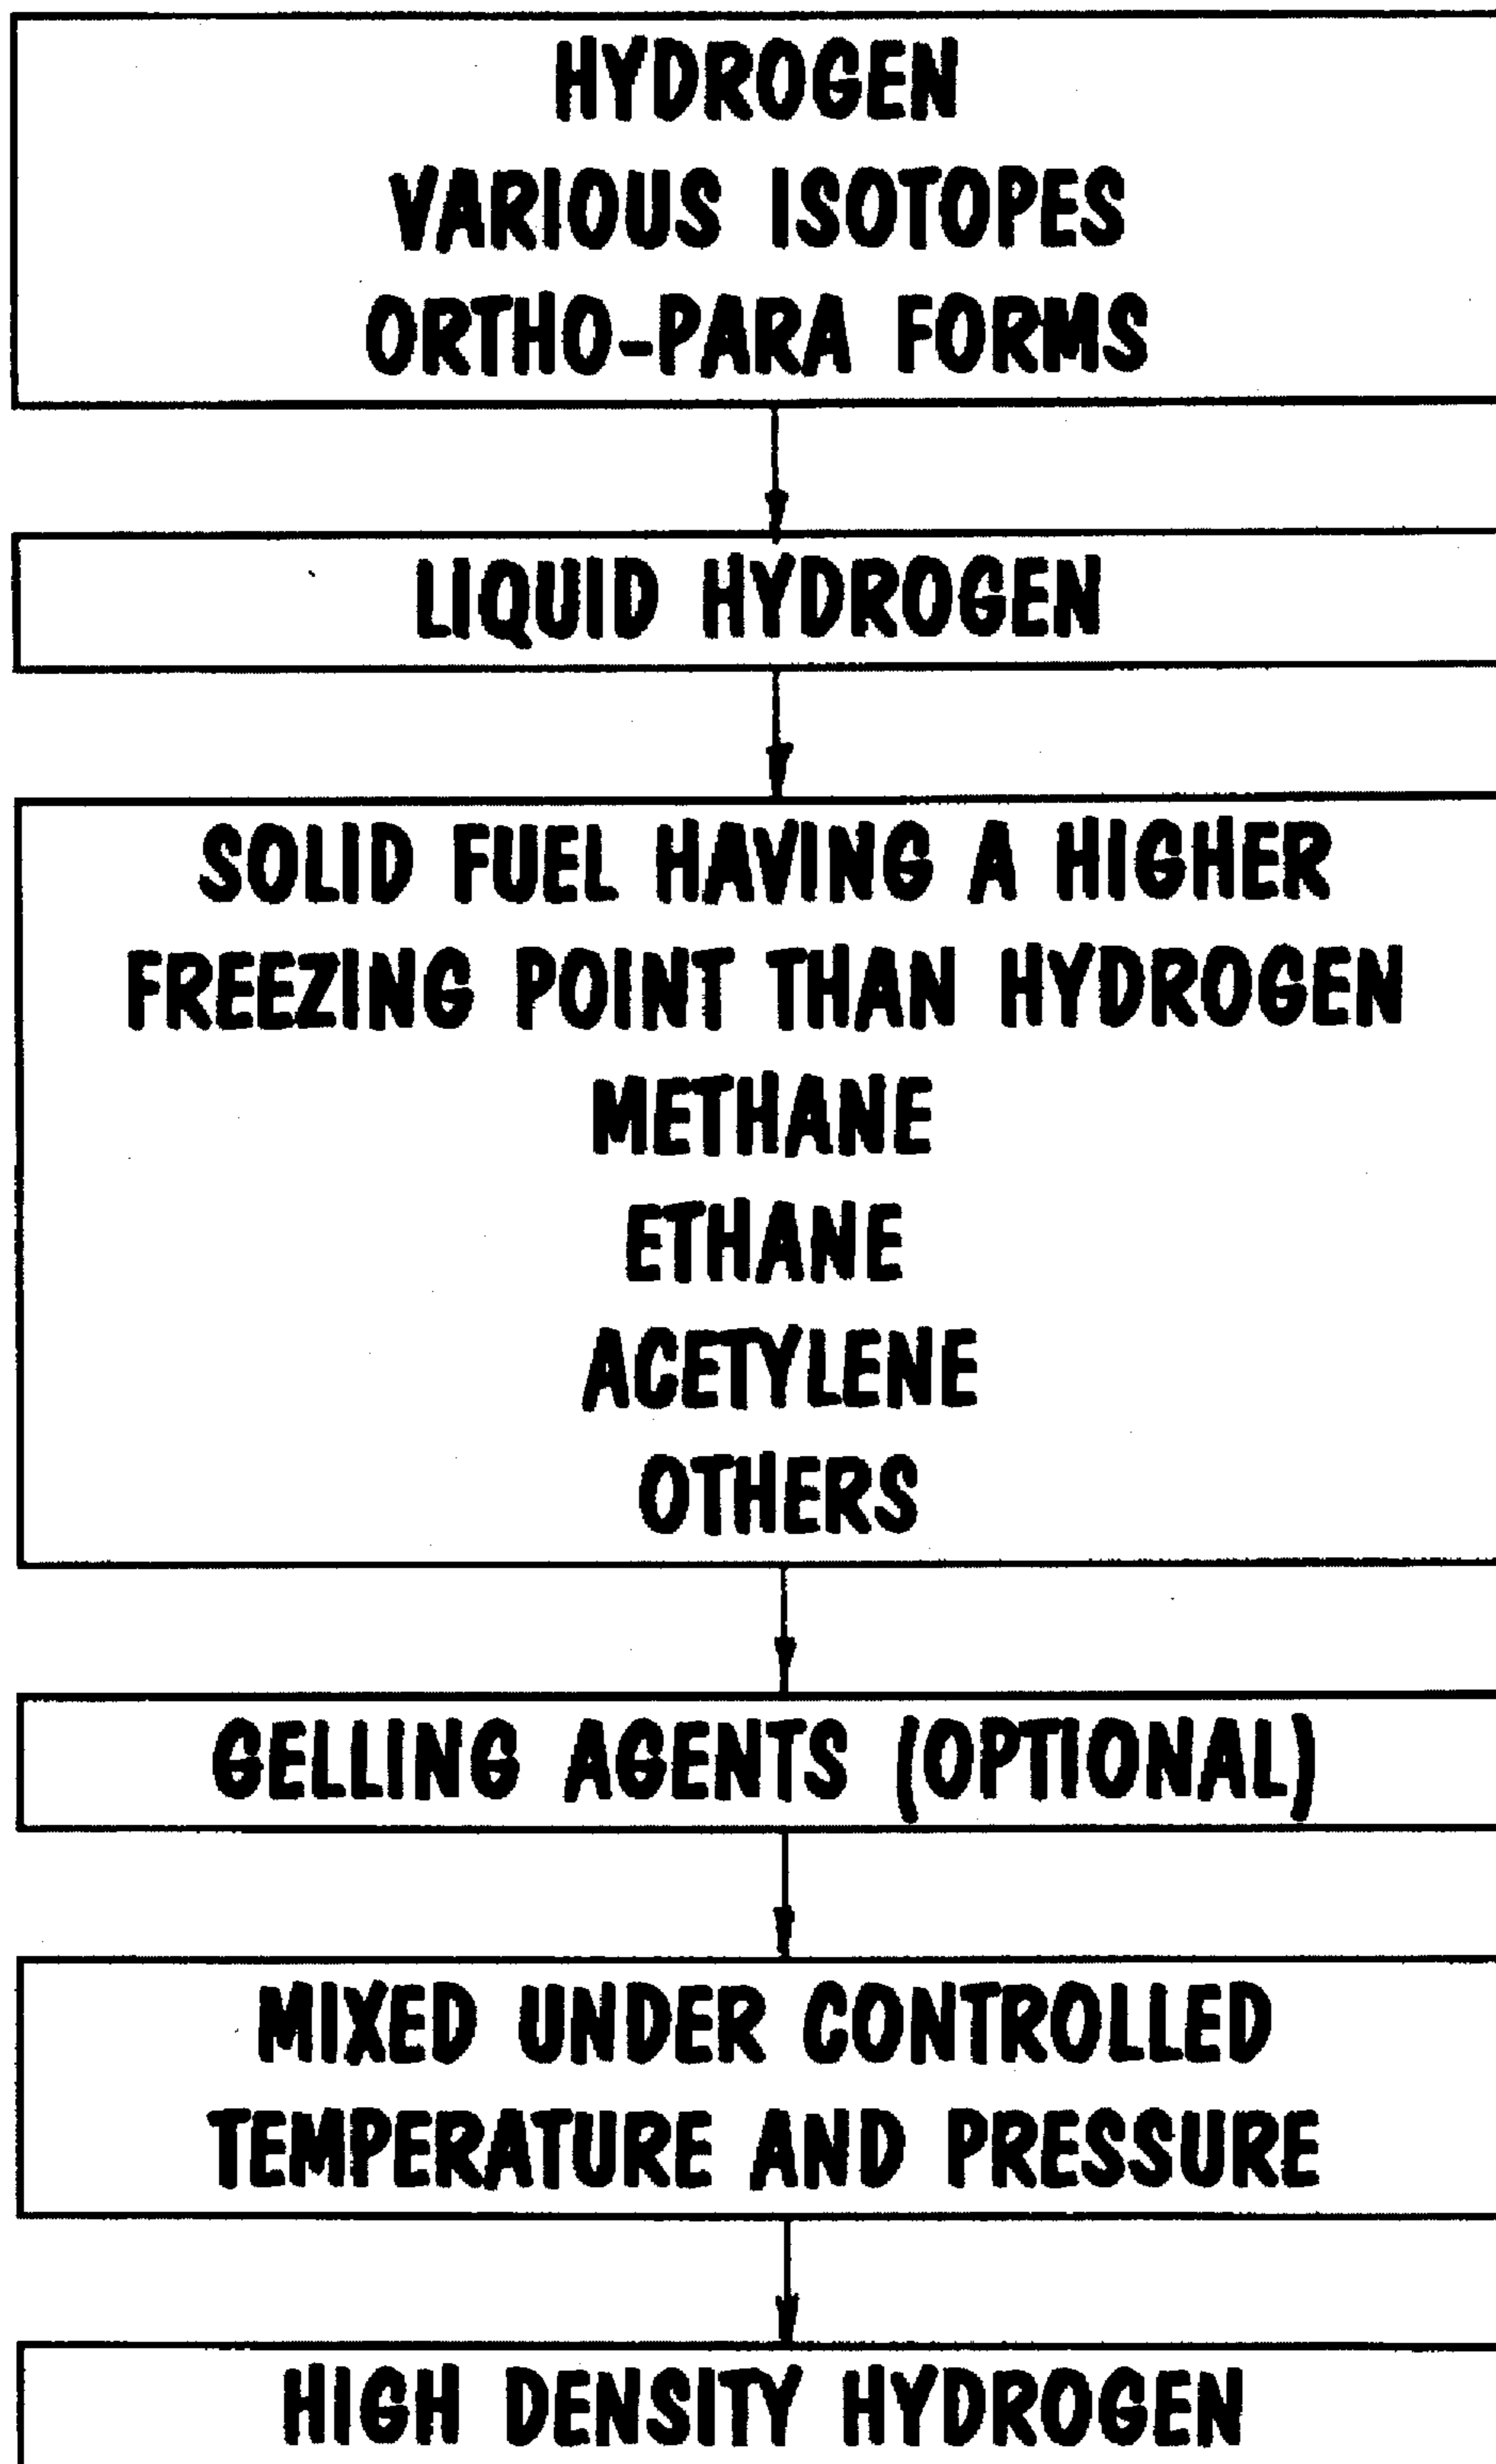 HYDROGEN
VARIOUS ISOTOPES
ORTHO-PARA FORMS
LIQUID HYDROGEN
SOLID FUEL HAVING A HIGHER
FREEZING POINT THAN HYDROGEN
METHANE
ETHANE
ACETYLENE
OTHERS
GELLING AGENTS (OPTIONAL)
MIXED UNDER CONTROLLED
TEMPERATURE AND PRESSURE
HIGH DENSITY HYDROGEN